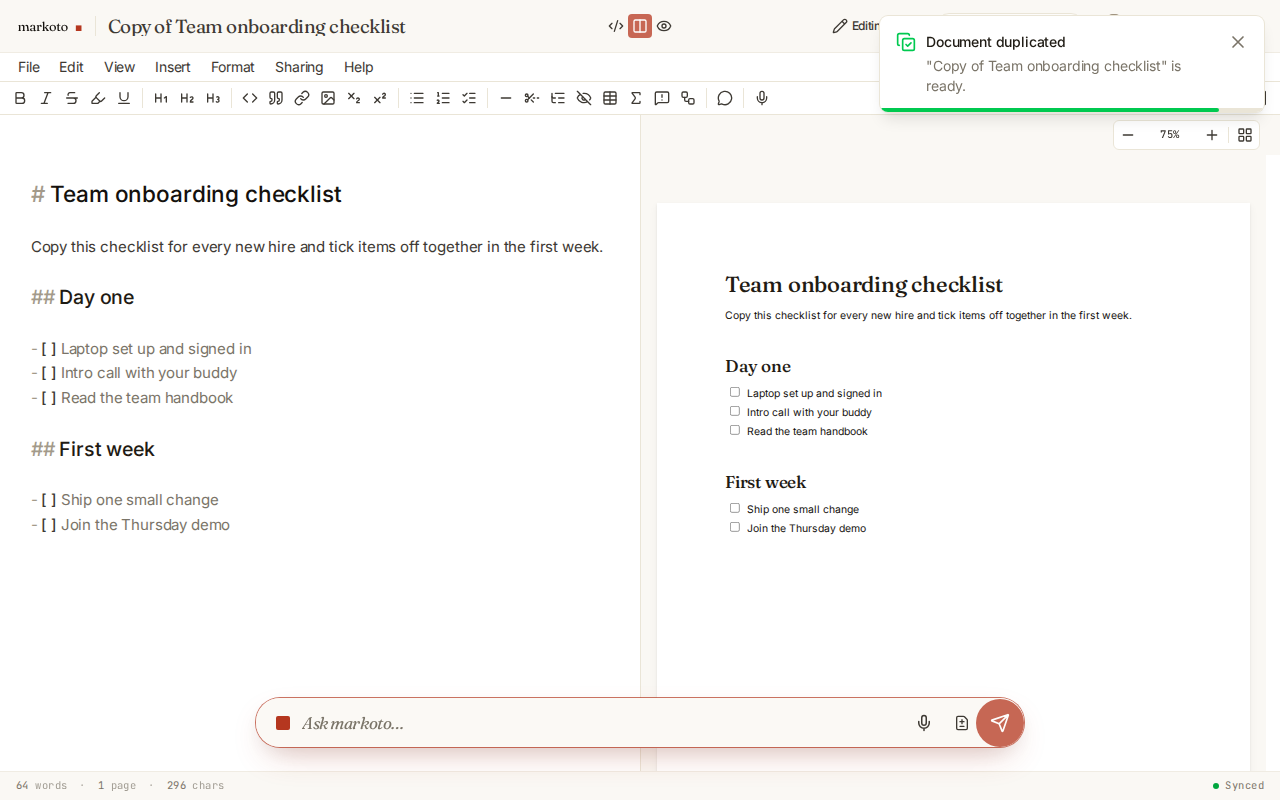 markoto
Copy of Team onboarding checklist
Document duplicated
"Copy of Team onboarding checklist" is
ready.
File Edit View Insert Format Sharing Help
H1 H2 H3
75%
# Team onboarding checklist
Copy this checklist for every new hire and tick items off together in the first week.
## Day one
- [ ] Laptop set up and signed in
- [ ] Intro call with your buddy
- [ ] Read the team handbook
## First week
- [ ] Ship one small change
- [ ] Join the Thursday demo
Team onboarding checklist
Copy this checklist for every new hire and tick items off together in the first week.
Day one
Laptop set up and signed in
Intro call with your buddy
Read the team handbook
First week
Ship one small change
Join the Thursday demo
Ask markoto...
64 words · 1 page · 296 chars
Synced